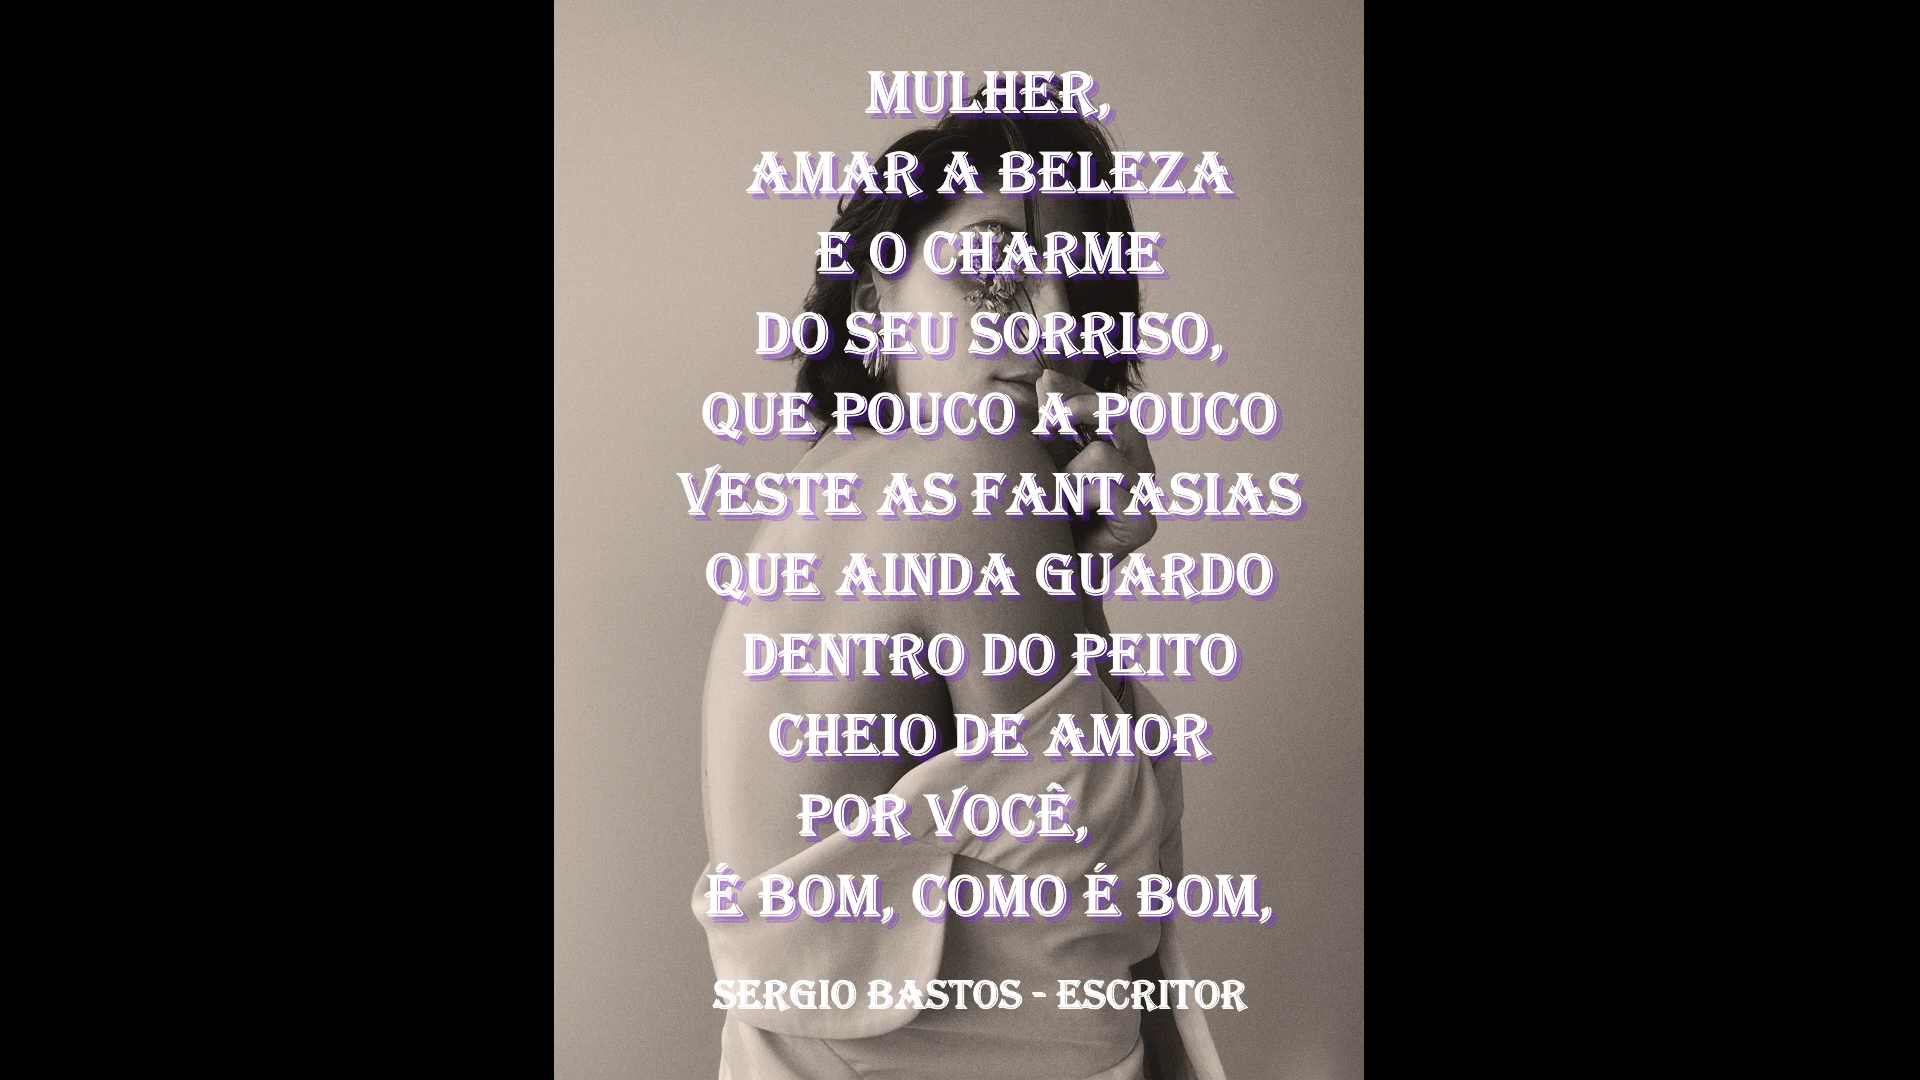 MULHER,
AMAR A BELEZA
E O CHARME
DO SEU SORRISO,
QUE POUCO A POUCO
VESTE AS FANTASIAS
QUE AINDA GUARDO
DENTRO DO PEITO
CHEIO DE AMOR
POR VOCÊ,
É BOM, COMO É BOM,
SERGIO BASTOS - ESCRITOR